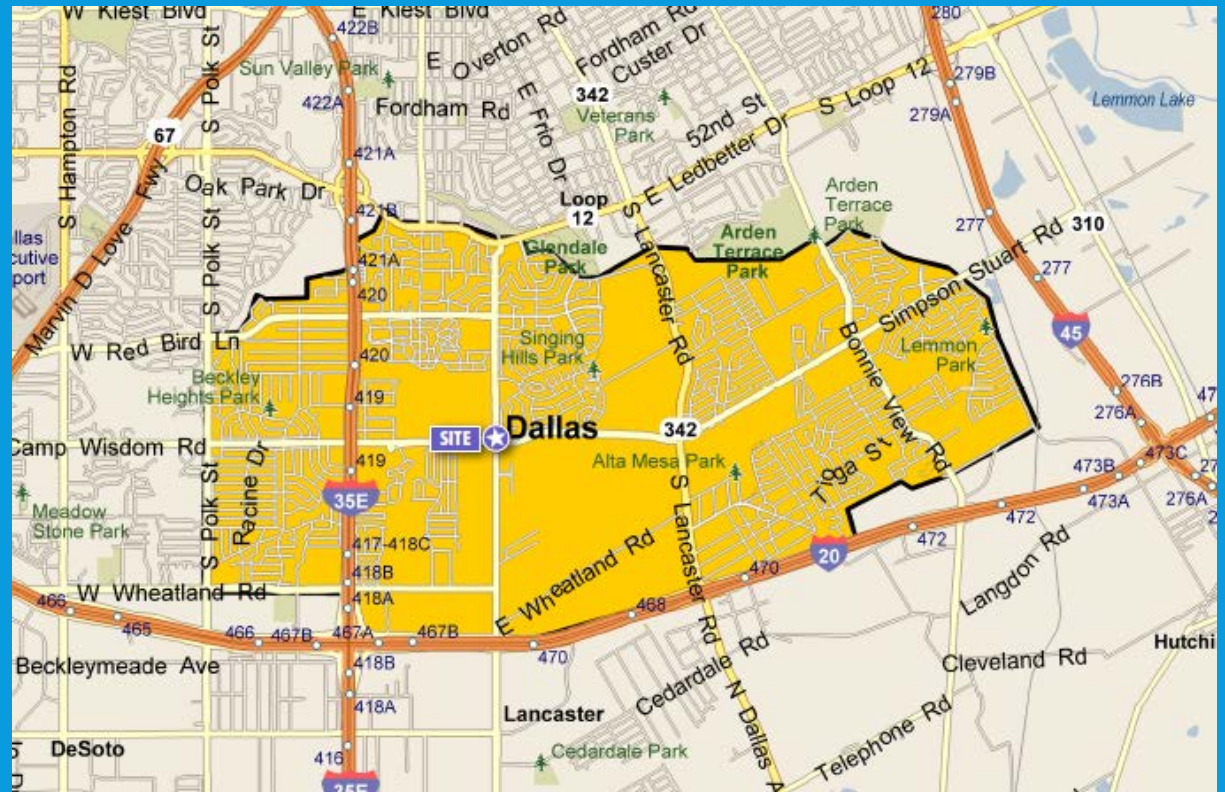 W Kiest Blvd
E Kiest Blvd
422B
280
S Hampton Rd
S Polk St
Sun Valley Park
E Overton Rd
Fordham Rd
Custer Dr
279B
422A
342
S Loop 12
Lemmon Lake
Fordham Rd
E Frio Dr
Veterans
Park
52nd St
279A
67
421A
E Ledbetter Dr
Marvin D Love Fwy
Oak Park Dr
Loop
12
Arden
Terrace
Park
421B
S Polk St
S Lancaster Rd
277
310
Glendale
Park
Arden
Terrace
Park
421A
420
277
Simpson Stuart Rd
W Red Bird Ln
Singing
Hills Park
Bonnie View Rd
Lemmon
Park
45
420
Beckley
Heights Park
419
276B
276A
SITE
Dallas
342
Camp Wisdom Rd
419
Alta Mesa Park
473C
473B
S Polk St
Racine Dr
35E
S Lancaster Rd
473A
276A
Meadow
Stone Park
472
417-418C
20
472
418B
470
Langdon Rd
W Wheatland Rd
E Wheatland Rd
466
418A
468
465
466
467B
467A
467B
470
Hutchi
Beckleymeade Ave
418B
Cedardale Rd
Cleveland Rd
418A
Lancaster
N Dallas A
DeSoto
416
Cedardale Park
Telephone Rd
35E